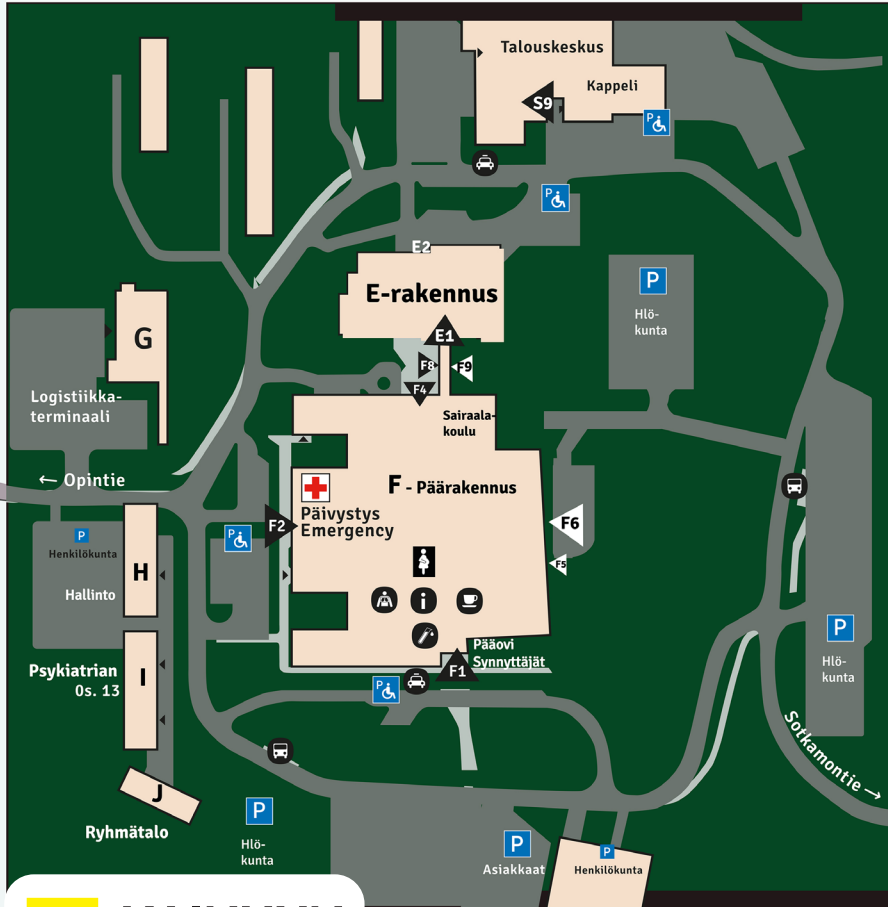 Talouskeskus
Kappeli
S9
P
P
E2
E-rakennus
P
Hlö-
kunta
E1
G
F8
F9
F4
Logistiikka-
terminaali
Sairaala-
koulu
← Opintie
F - Päärakennus
F2
Päivystys
Emergency
F6
P
P
Henkilökunta
F5
H
Hallinto
i
P
Hlö-
kunta
Pääovi
Synnyttäjät
F1
Psykiatrian
Os. 13
I
P
Sotkamontie →
J
Ryhmätalo
P
Hlö-
kunta
P
Asiakkaat
P
Henkilökunta